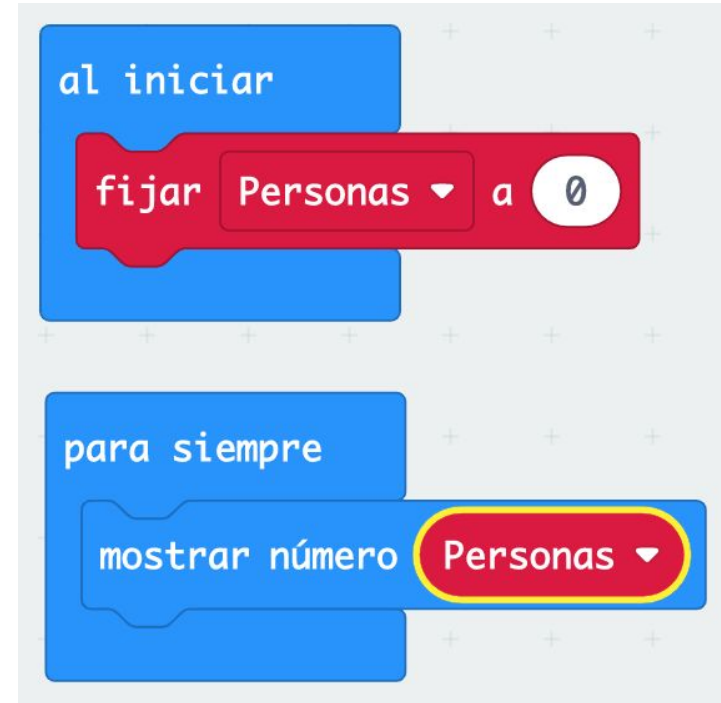 al iniciar
fijar Personas a 0
para siempre
mostrar número Personas